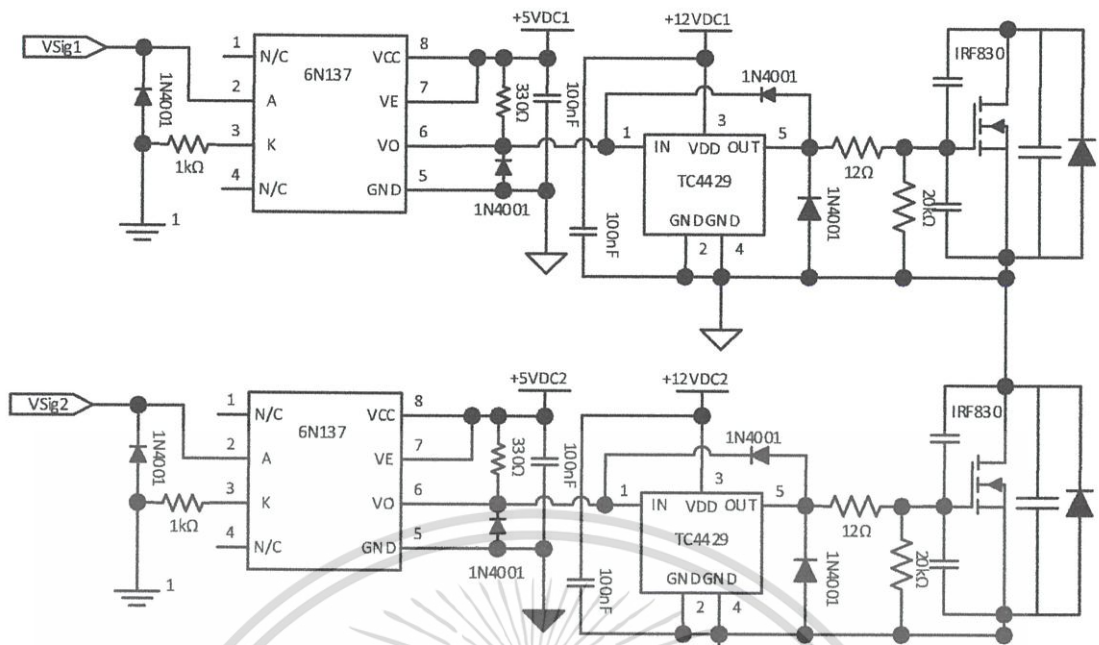 +5VDC1
+12VDC1
VSig1
1N4001
1kΩ
1
1
N/C
2
A
3
K
4
N/C
6N137
VCC
8
VE
7
VO
6
GND
5
330Ω
100nF
1N4001
100nF
1N4001
1
3
5
IN VDD OUT
TC4429
GND GND
2
4
12Ω
1N4001
20kΩ
IRF830
+5VDC2
+12VDC2
VSig2
1N4001
1kΩ
1
1
N/C
2
A
3
K
4
N/C
6N137
VCC
8
VE
7
VO
6
GND
5
330Ω
100nF
1N4001
100nF
1N4001
1
3
5
IN VDD OUT
TC4429
GND GND
2
4
12Ω
1N4001
20kΩ
IRF830